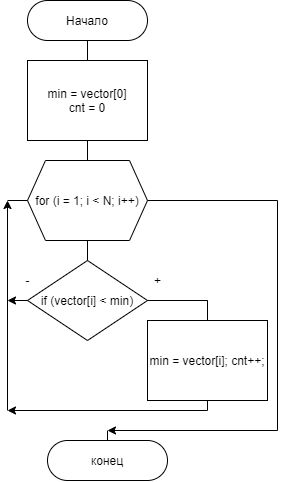 Начало
min = vector[0]
cnt = 0
for (i = 1; i < N; i++)
-
+
if (vector[i] < min)
min = vector[i]; cnt++;
конец